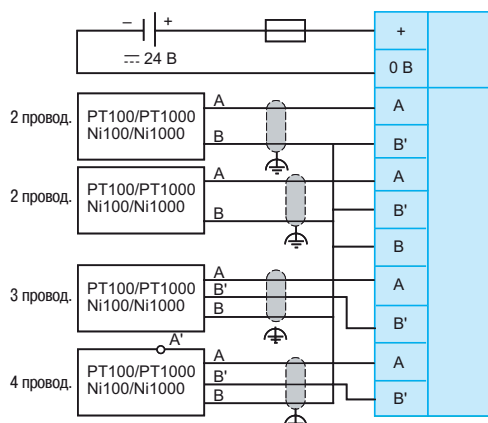 – +
+
24 В
0 В
2 провод.
PT100/PT1000
Ni100/Ni1000
A
B
A
B'
2 провод.
PT100/PT1000
Ni100/Ni1000
A
B
A
B'
B
3 провод.
PT100/PT1000
Ni100/Ni1000
A
B'
B
A
B'
4 провод.
A'
PT100/PT1000
Ni100/Ni1000
A
B'
B
A
B'